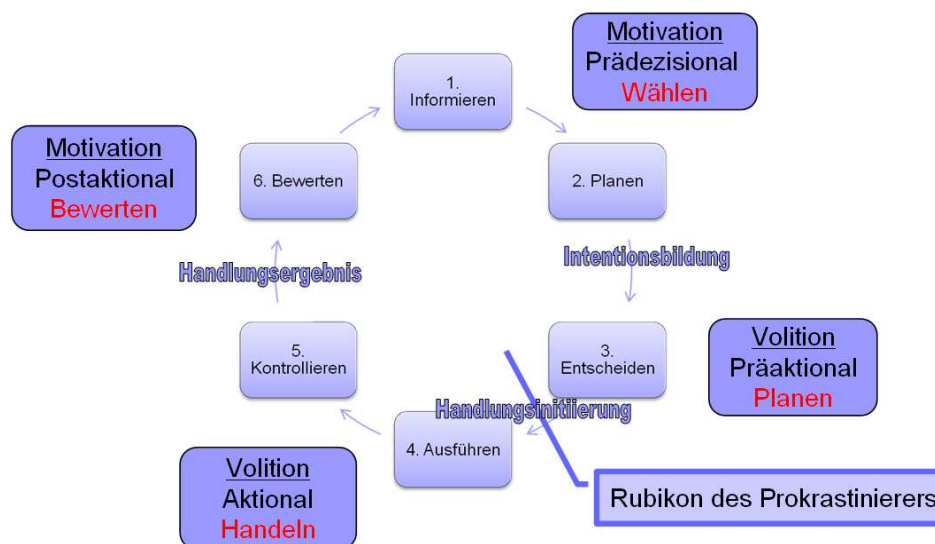 Motivation
Prädezisional
Wählen
1.
Informieren
Motivation
Postaktional
Bewerten
6. Bewerten
2. Planen
Intentionsbildung
Handlungsergebnis
5.
Kontrollieren
3.
Entscheiden
Volition
Präaktional
Planen
Handlungsinitiierung
4. Ausführen
Volition
Aktional
Handeln
Rubikon des Prokrastinierers